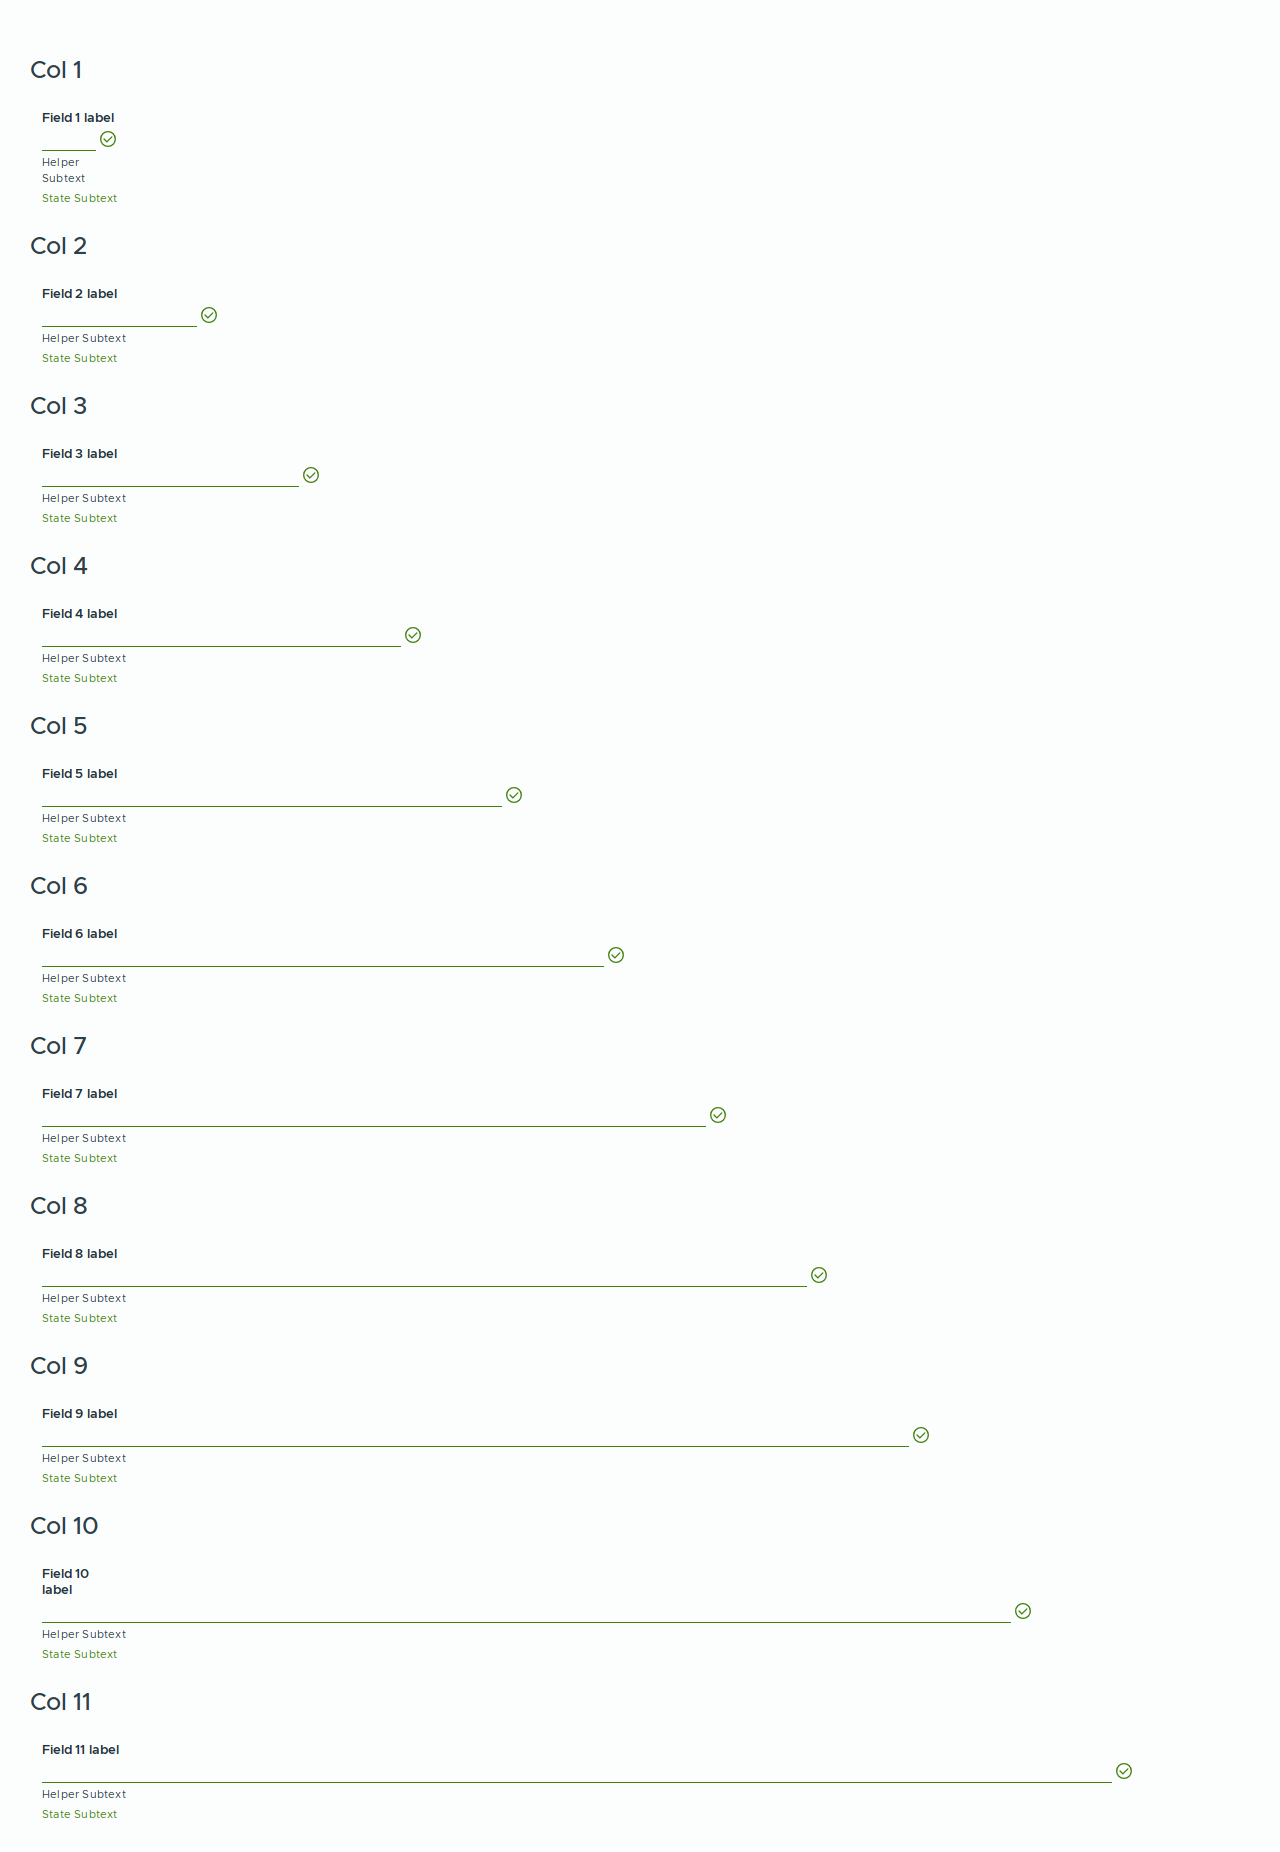 Col 1
Field 1 label
Helper
Subtext
State Subtext
Col 2
Field 2 label
Helper Subtext
State Subtext
Col 3
Field 3 label
Helper Subtext
State Subtext
Col 4
Field 4 label
Helper Subtext
State Subtext
Col 5
Field 5 label
Helper Subtext
State Subtext
Col 6
Field 6 label
Helper Subtext
State Subtext
Col 7
Field 7 label
Helper Subtext
State Subtext
Col 8
Field 8 label
Helper Subtext
State Subtext
Col 9
Field 9 label
Helper Subtext
State Subtext
Col 10
Field 10
label
Helper Subtext
State Subtext
Col 11
Field 11 label
Helper Subtext
State Subtext